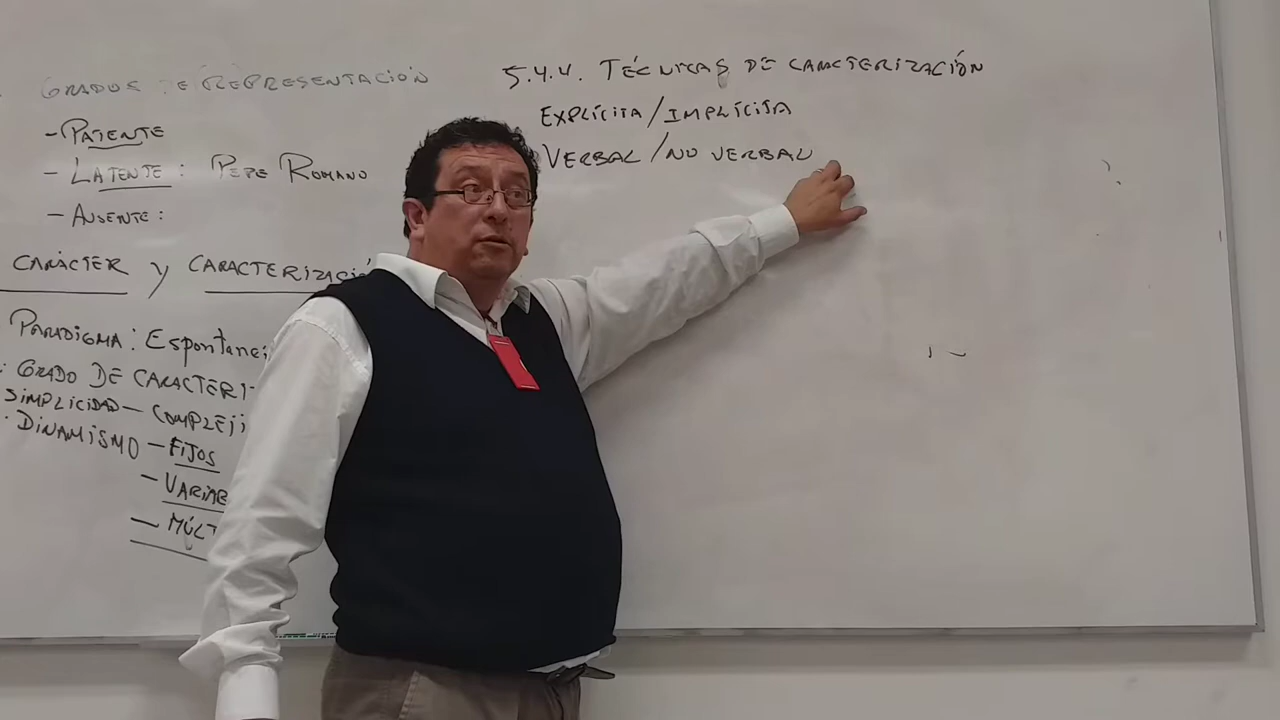 GRADOS DE REPRESENTACIÓN
- PATENTE
- LATENTE : PEPE ROMANO
- AUSENTE :
CARÁCTER Y CARACTERIZACIÓ
PARADIGMA : Espontanei
: GRADO DE CARACTERI
SIMPLICIDAD - COMPLEJI
· DINAMISMO - FIJOS
- VARIAB
- MÚLT
5.4.4. TÉCNICAS DE CARACTERIZACIÓN
EXPLÍCITA / IMPLÍCITA
VERBAL / NO VERBAL